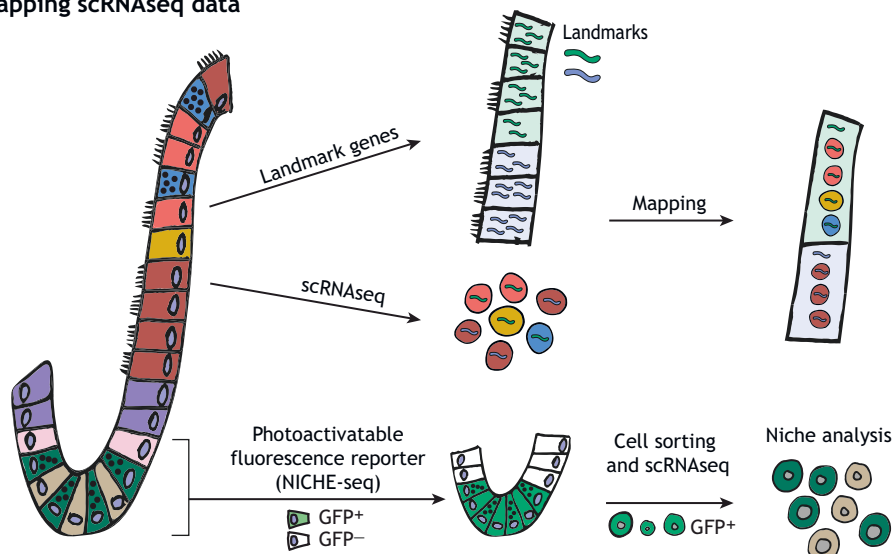 apping scRNAseq data
Landmarks
Landmark genes
Mapping
scRNAseq
Photoactivatable
fluorescence reporter
(NICHE-seq)
GFP+
GFP−
Cell sorting
and scRNAseq
GFP+
Niche analysis